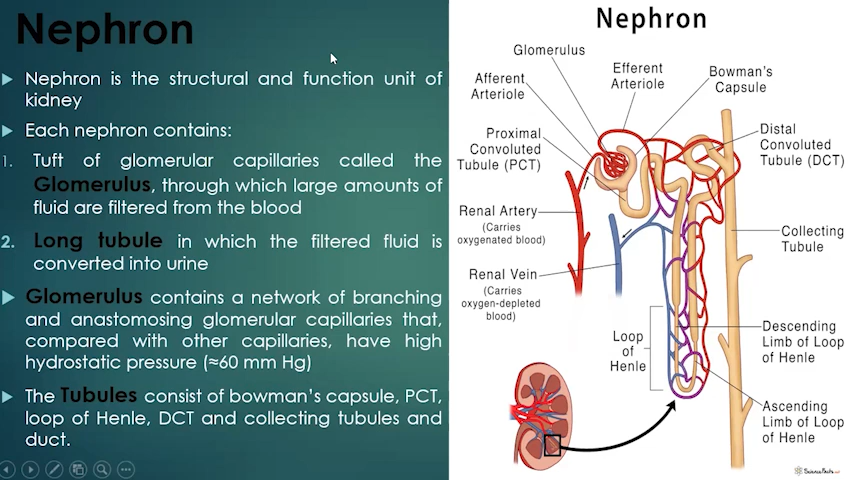 Nephron
Nephron is the structural and function unit of
kidney
Each nephron contains:
1. Tuft of glomerular capillaries called the
Glomerulus, through which large amounts of
fluid are filtered from the blood
2. Long tubule in which the filtered fluid is
converted into urine
Glomerulus contains a network of branching
and anastomosing glomerular capillaries that,
compared with other capillaries, have high
hydrostatic pressure (≈60 mm Hg)
The Tubules consist of bowman's capsule, PCT,
loop of Henle, DCT and collecting tubules and
duct.
Nephron
Glomerulus
Afferent
Arteriole
Efferent
Arteriole
Bowman's
Capsule
Proximal
Convoluted
Tubule (PCT)
Distal
Convoluted
Tubule (DCT)
Renal Artery
(Carries
oxygenated blood)
Collecting
Tubule
Renal Vein
(Carries
oxygen-depleted
blood)
Loop
of
Henle
Descending
Limb of Loop
of Henle
Ascending
Limb of Loop
of Henle